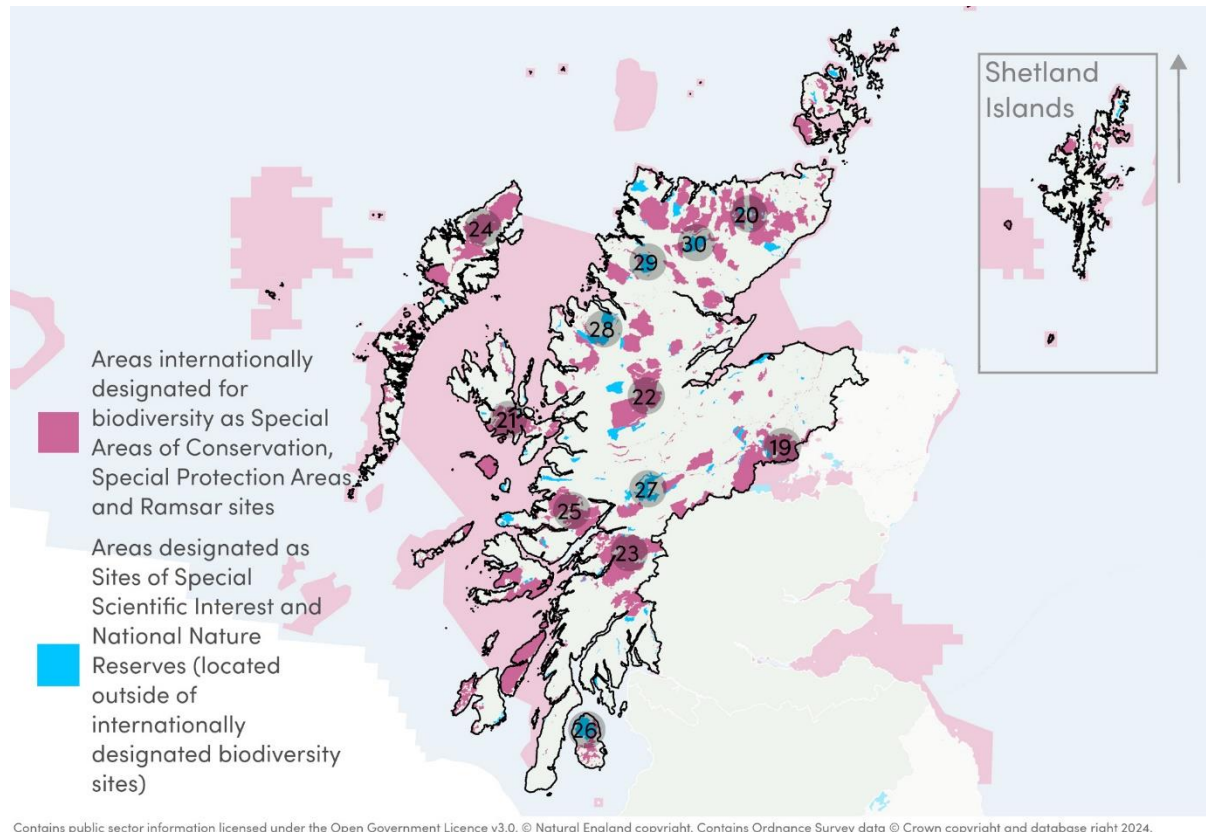 Shetland
Islands
20
24
30
29
28
22
21
19
27
25
23
26
Areas internationally
designated for
biodiversity as Special
Areas of Conservation,
Special Protection Areas
and Ramsar sites
Areas designated as
Sites of Special
Scientific Interest and
National Nature
Reserves (located
outside of
internationally
designated biodiversity
sites)
Contains public sector information licensed under the Open Government Licence v3.0. © Natural England copyright. Contains Ordnance Survey data © Crown copyright and database right 2024.